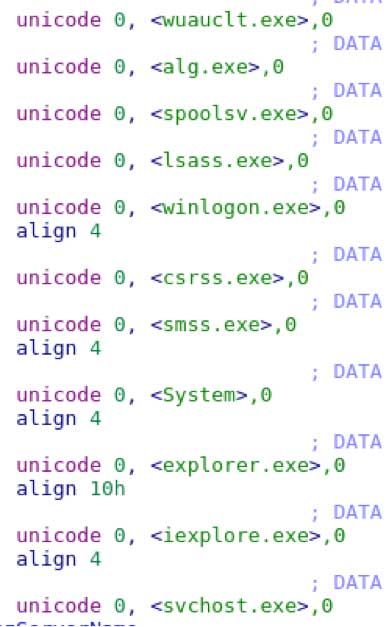 ; DATA
unicode 0, <wuauclt.exe>,0
; DATA
unicode 0, <alg.exe>,0
; DATA
unicode 0, <spoolsv.exe>,0
; DATA
unicode 0, <lsass.exe>,0
; DATA
unicode 0, <winlogon.exe>,0
align 4
; DATA
unicode 0, <csrss.exe>,0
; DATA
unicode 0, <smss.exe>,0
align 4
; DATA
unicode 0, <System>,0
align 4
; DATA
unicode 0, <explorer.exe>,0
align 10h
; DATA
unicode 0, <iexplore.exe>,0
align 4
; DATA
unicode 0, <svchost.exe>,0